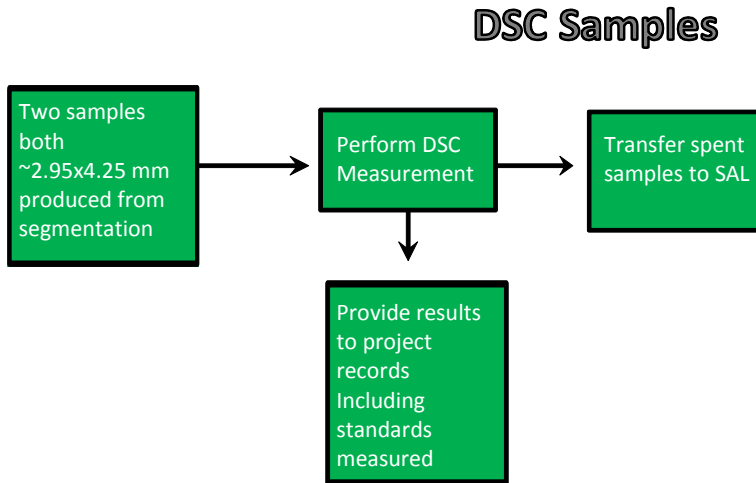 DSC Samples
Two samples
both
~2.95x4.25 mm
produced from
segmentation
Perform DSC
Measurement
Transfer spent
samples to SAL
Provide results
to project
records
Including
standards
measured